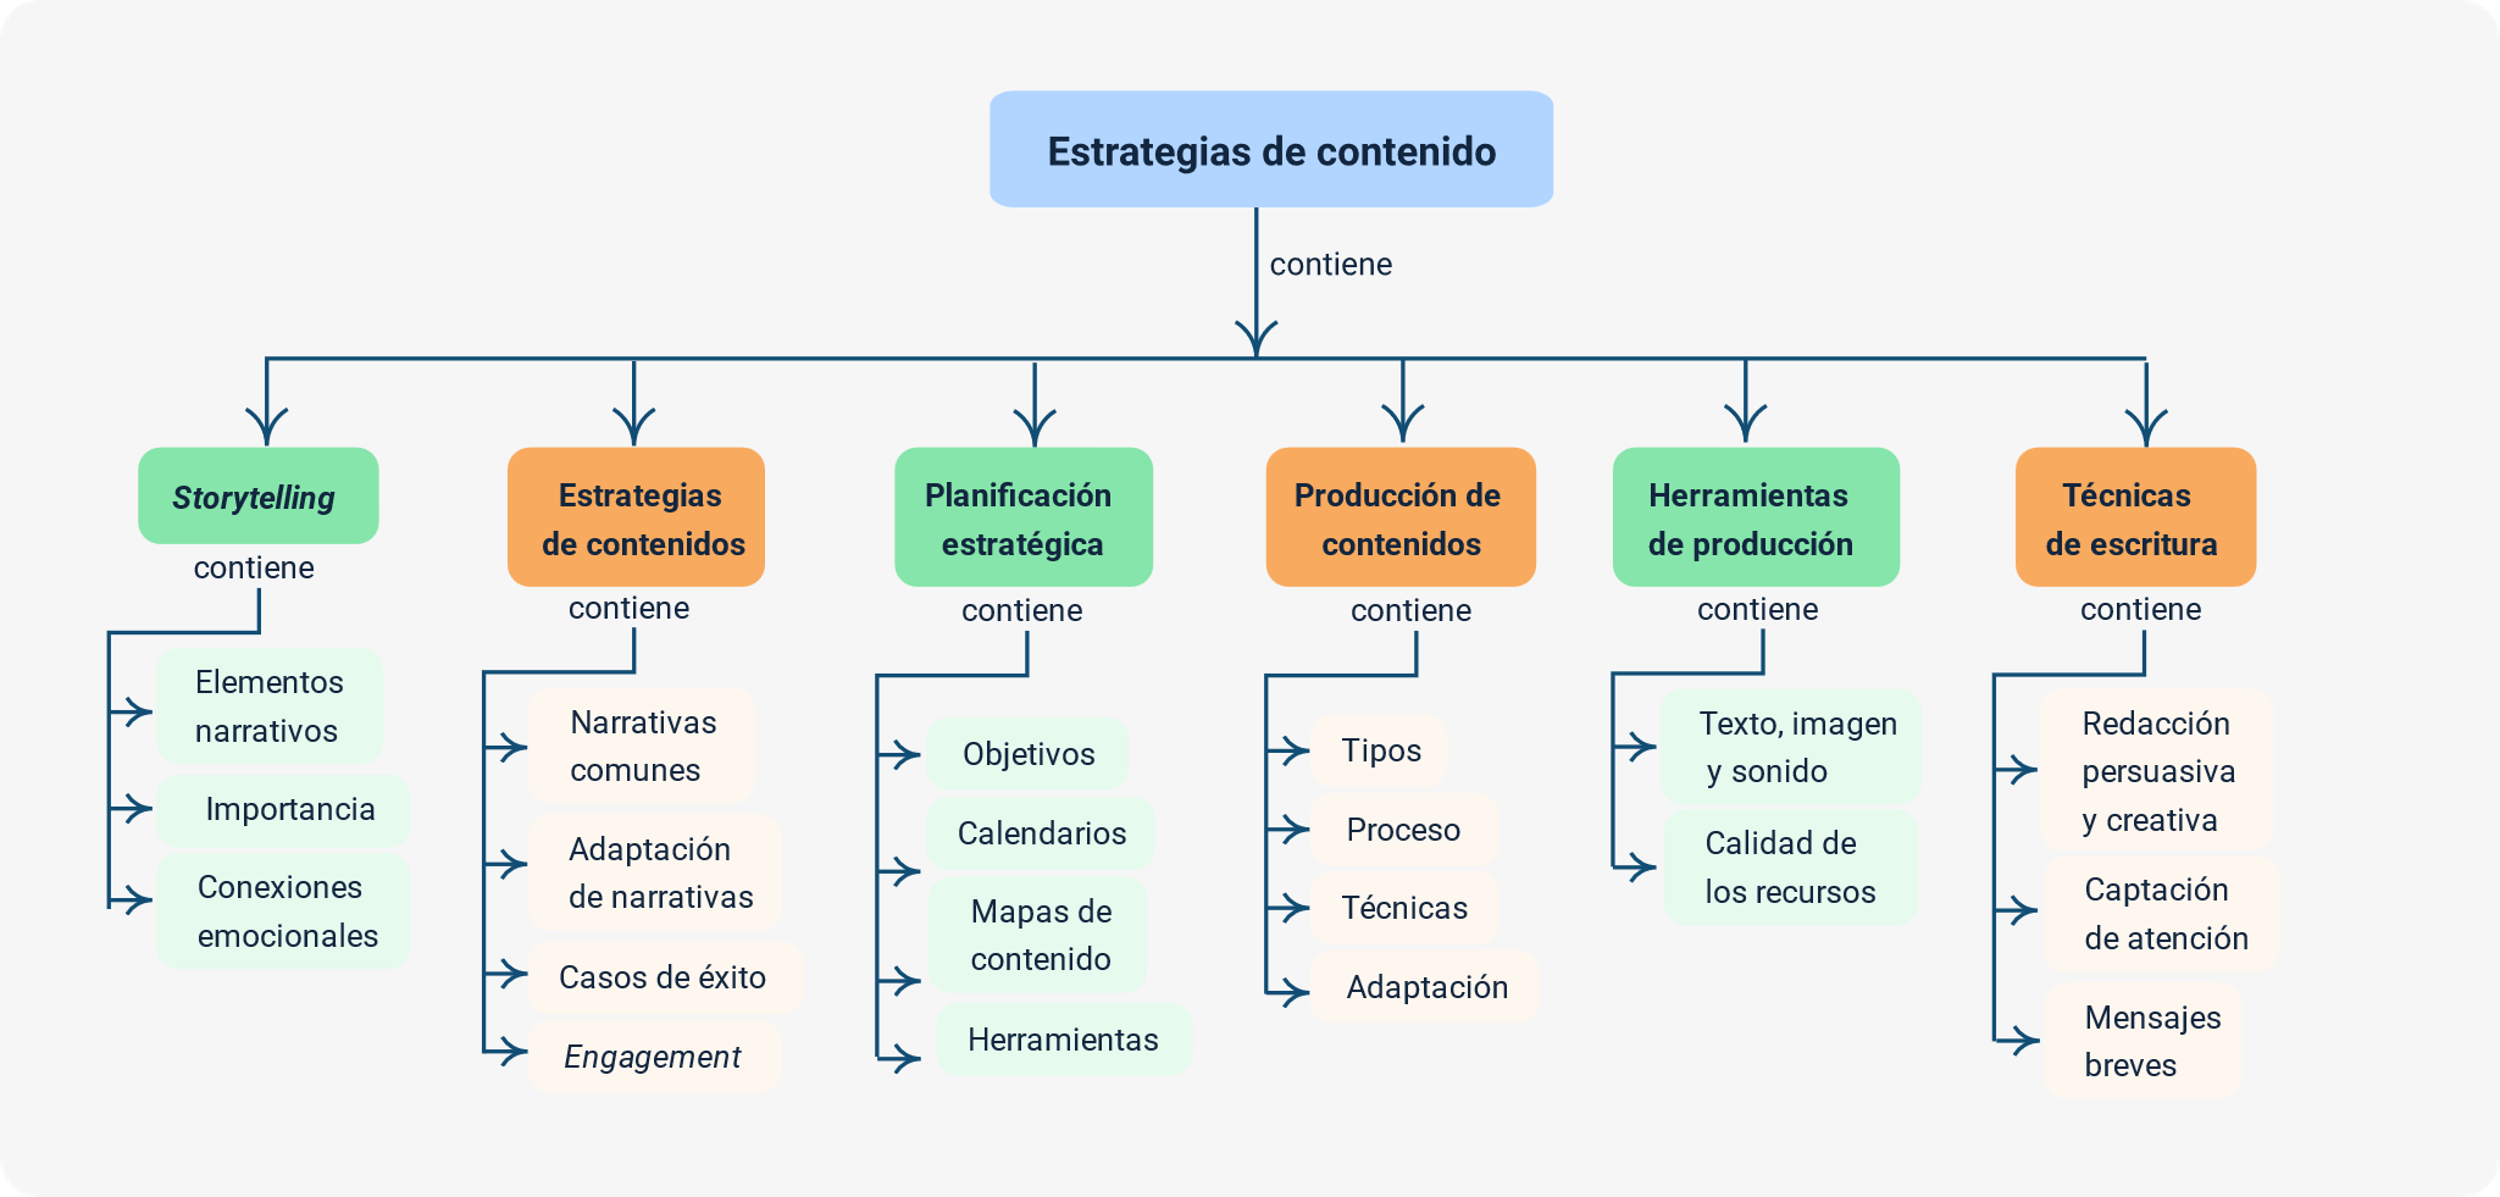 Estrategias de contenido
contiene
Storytelling
contiene
Elementos
narrativos
Importancia
Conexiones
emocionales
Estrategias
de contenidos
contiene
Narrativas
comunes
Adaptación
de narrativas
Casos de éxito
Engagement
Planificación
estratégica
contiene
Objetivos
Calendarios
Mapas de
contenido
Herramientas
Producción de
contenidos
contiene
Tipos
Proceso
Técnicas
Adaptación
Herramientas
de producción
contiene
Texto, imagen
y sonido
Calidad de
los recursos
Técnicas
de escritura
contiene
Redacción
persuasiva
y creativa
Captación
de atención
Mensajes
breves